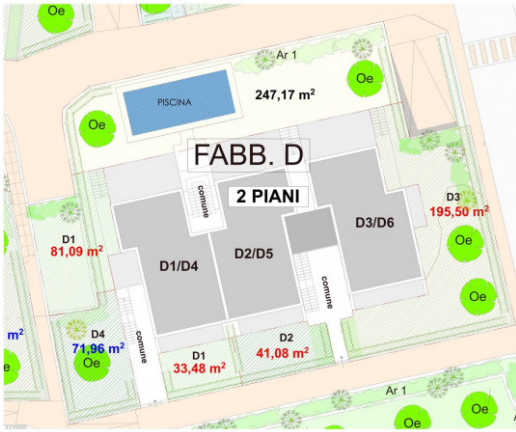 Oe
Ar 1
Oe
PISCINA
247,17 m²
Oe
FABB. D
2 PIANI
comune
D3
195,50 m²
D1
81,09 m²
D1/D4
D2/D5
D3/D6
Oe
Oe
m²
D4
71,96 m²
Oe
comune
comune
D1
33,48 m²
D2
41,08 m²
Ar 1
Oe
Oe